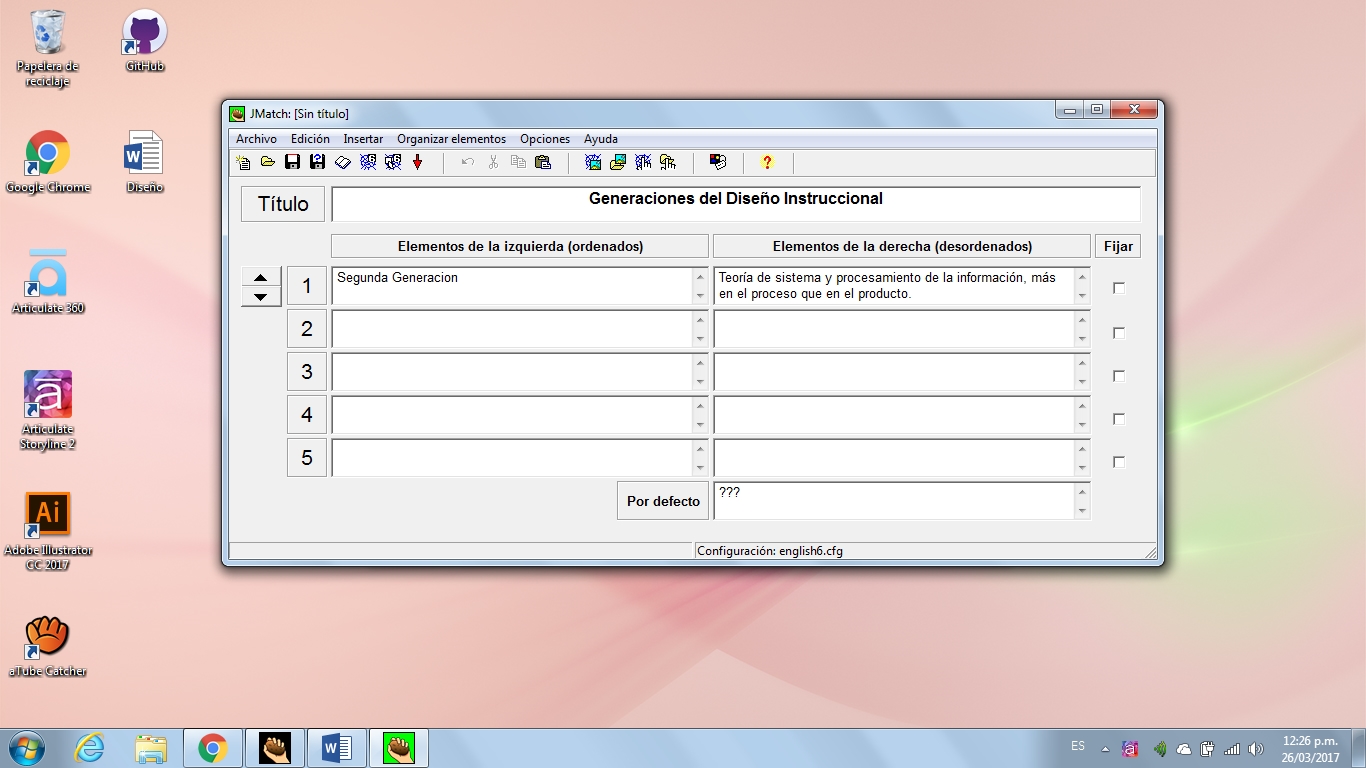 Papelera de
reciclaje
GitHub
Google Chrome
Diseño
Articulate 360
Articulate
Storyline 2
Ai
Adobe Illustrator
CC 2017
aTube Catcher
JMatch: [Sin título]
Archivo Edición Insertar Organizar elementos Opciones Ayuda
Título
Generaciones del Diseño Instruccional
Elementos de la izquierda (ordenados)
Elementos de la derecha (desordenados)
Fijar
1
Segunda Generacion
Teoría de sistema y procesamiento de la información, más
en el proceso que en el producto.
2
3
4
5
Por defecto
???
Configuración: english6.cfg
ES
12:26 p.m.
26/03/2017